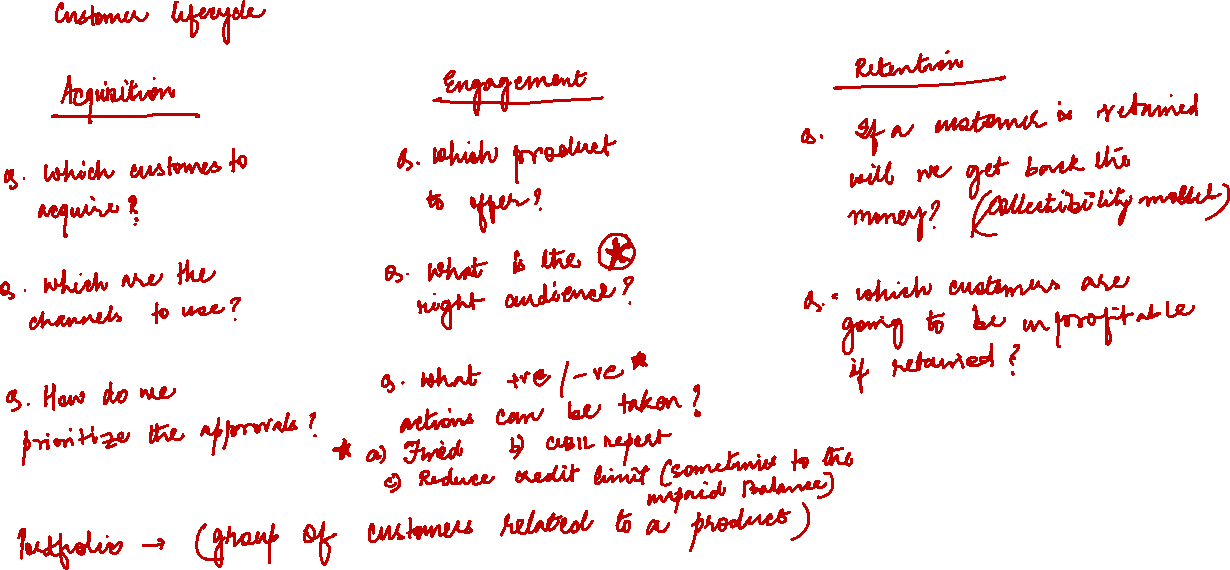 Customer lifecycle
Acquisition
Q. Which customes to
acquire?
Q. Which are the
channels to use?
Q. How do we
prioritize the approvals?
Engagement
Q. Which product
to offer?
Q. What is the
right audience?
Q. What +ve/-ve *
actions can be taken?
* a) Fined b) CIBIL report
c) Reduce credit limit (sometimes to the
unpaid Balance)
Retention
Q. If a customer is retained
will we get back the
money? (Collectibility model)
Q. Which customers are
going to be unprofitable
if retained?
Portfolio → (group of customers related to a product)